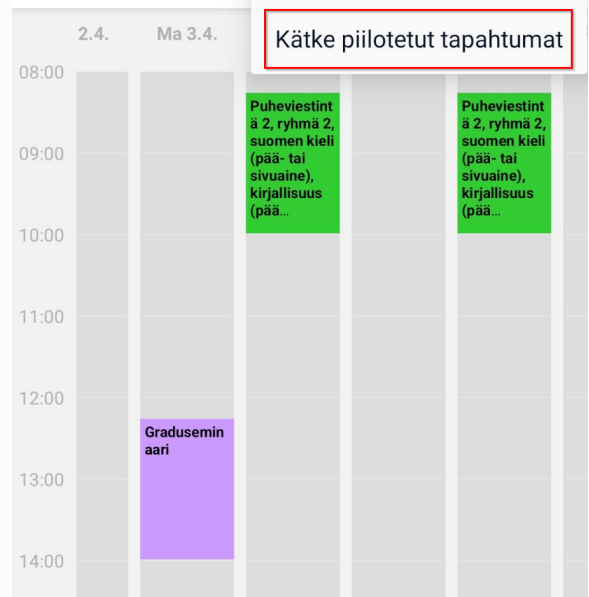 Kätke piilotetut tapahtumat
2.4.
Ma 3.4.
08:00
Puheviestint
ä 2, ryhmä 2,
suomen kieli
(pää- tai
sivuaine),
kirjallisuus
(pää…
Puheviestint
ä 2, ryhmä 2,
suomen kieli
(pää- tai
sivuaine),
kirjallisuus
(pää…
09:00
10:00
11:00
12:00
Gradusemin
aari
13:00
14:00